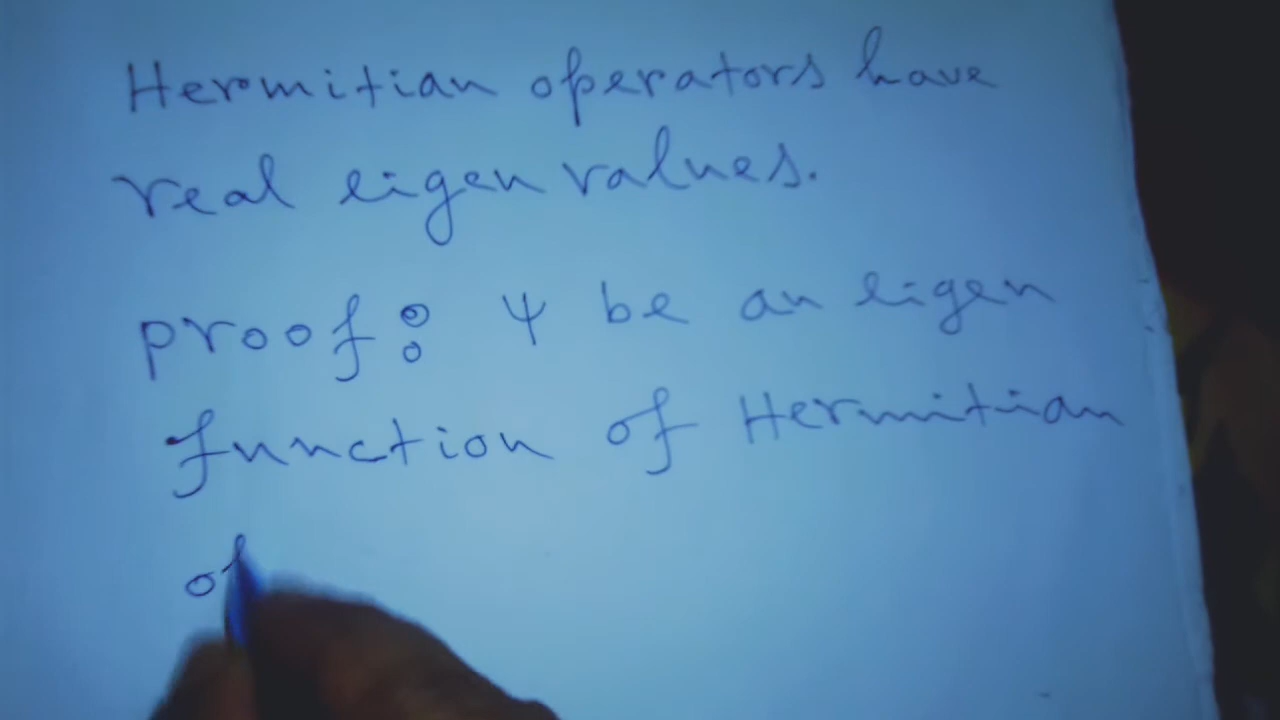 Hermitian operators have
real eigen values.
proof: ψ be an eigen
function of Hermitian